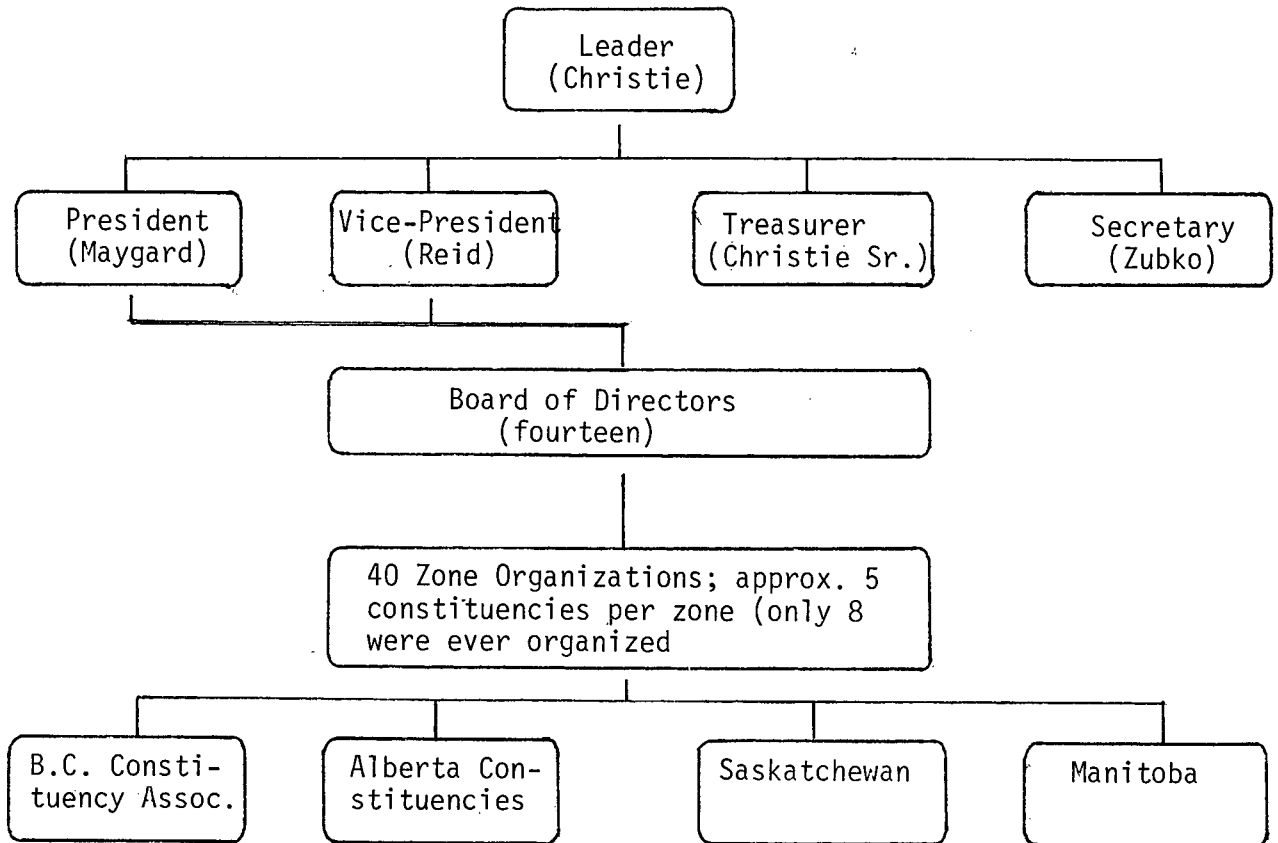 Leader
(Christie)
President
(Maygard)
Vice-President
(Reid)
Treasurer
(Christie Sr.)
Secretary
(Zubko)
Board of Directors
(fourteen)
40 Zone Organizations; approx. 5
constituencies per zone (only 8
were ever organized
B.C. Consti-
tuency Assoc.
Alberta Con-
stituencies
Saskatchewan
Manitoba